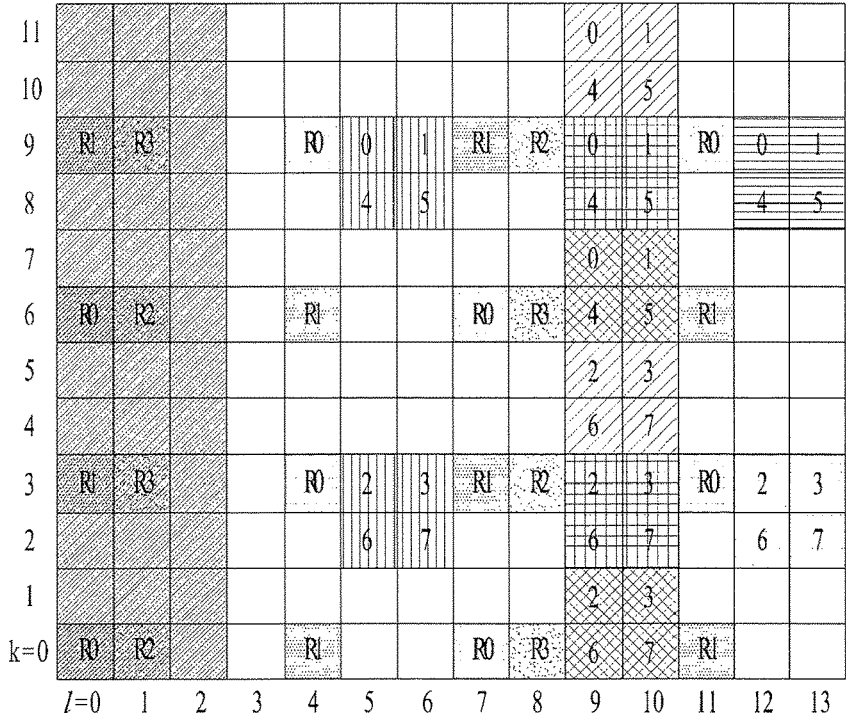 11 0 1
10 4 5
9 R1 R3 R0 0 1 R1 R2 0 1 R0 0 1
8 4 5 4 5 4 5
7 0 1
6 R0 R2 R1 R0 R3 4 5 R1
5 2 3
4 6 7
3 R1 R3 R0 2 3 R1 R2 2 3 R0 2 3
2 6 7 6 7 6 7
1 2 3
k=0 R0 R2 R1 R0 R3 6 7 R1
l=0 1 2 3 4 5 6 7 8 9 10 11 12 13